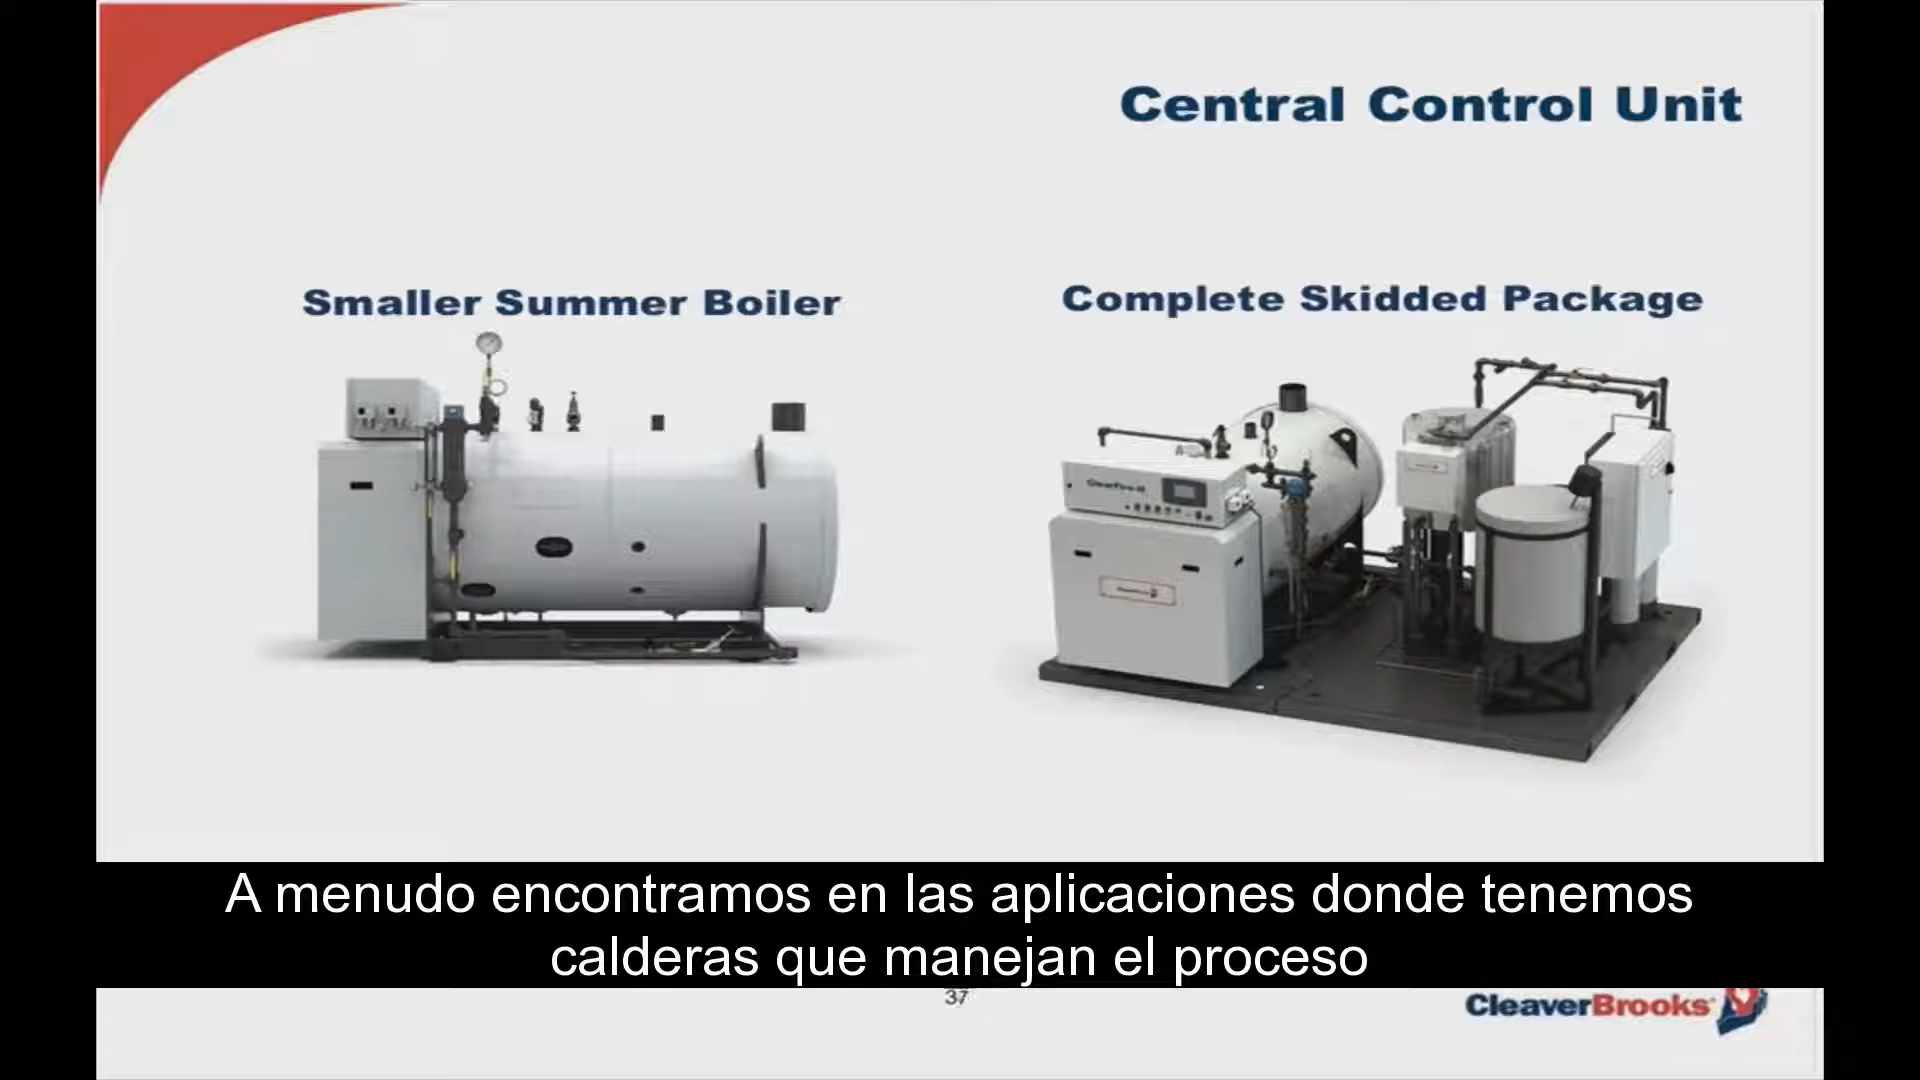 Central Control Unit
Smaller Summer Boiler
Complete Skidded Package
ClearFire-H
A menudo encontramos en las aplicaciones donde tenemos
calderas que manejan el proceso
37
CleaverBrooks